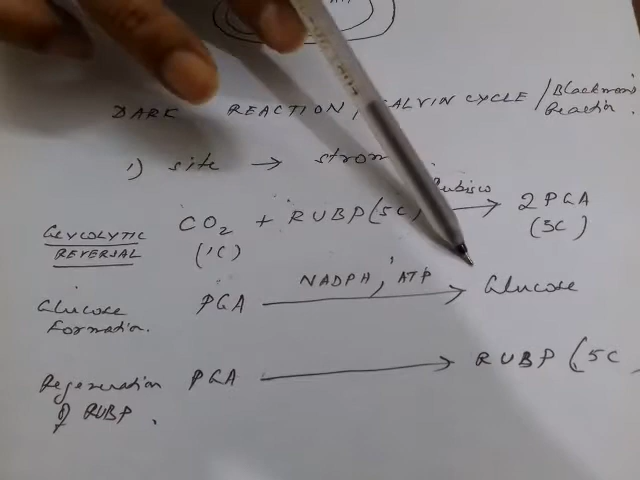 DARK REACTION, CALVIN CYCLE / Blackman's Reaction.
1) site → strom
GLYCOLYTIC REVERSAL
CO2 + RUBP (5C) Rubisco → 2 PGA
(1C) (3C)
Glucose Formation. PGA NADPH, ATP → Glucose
Regeneration of RUBP. PGA → RUBP (5C